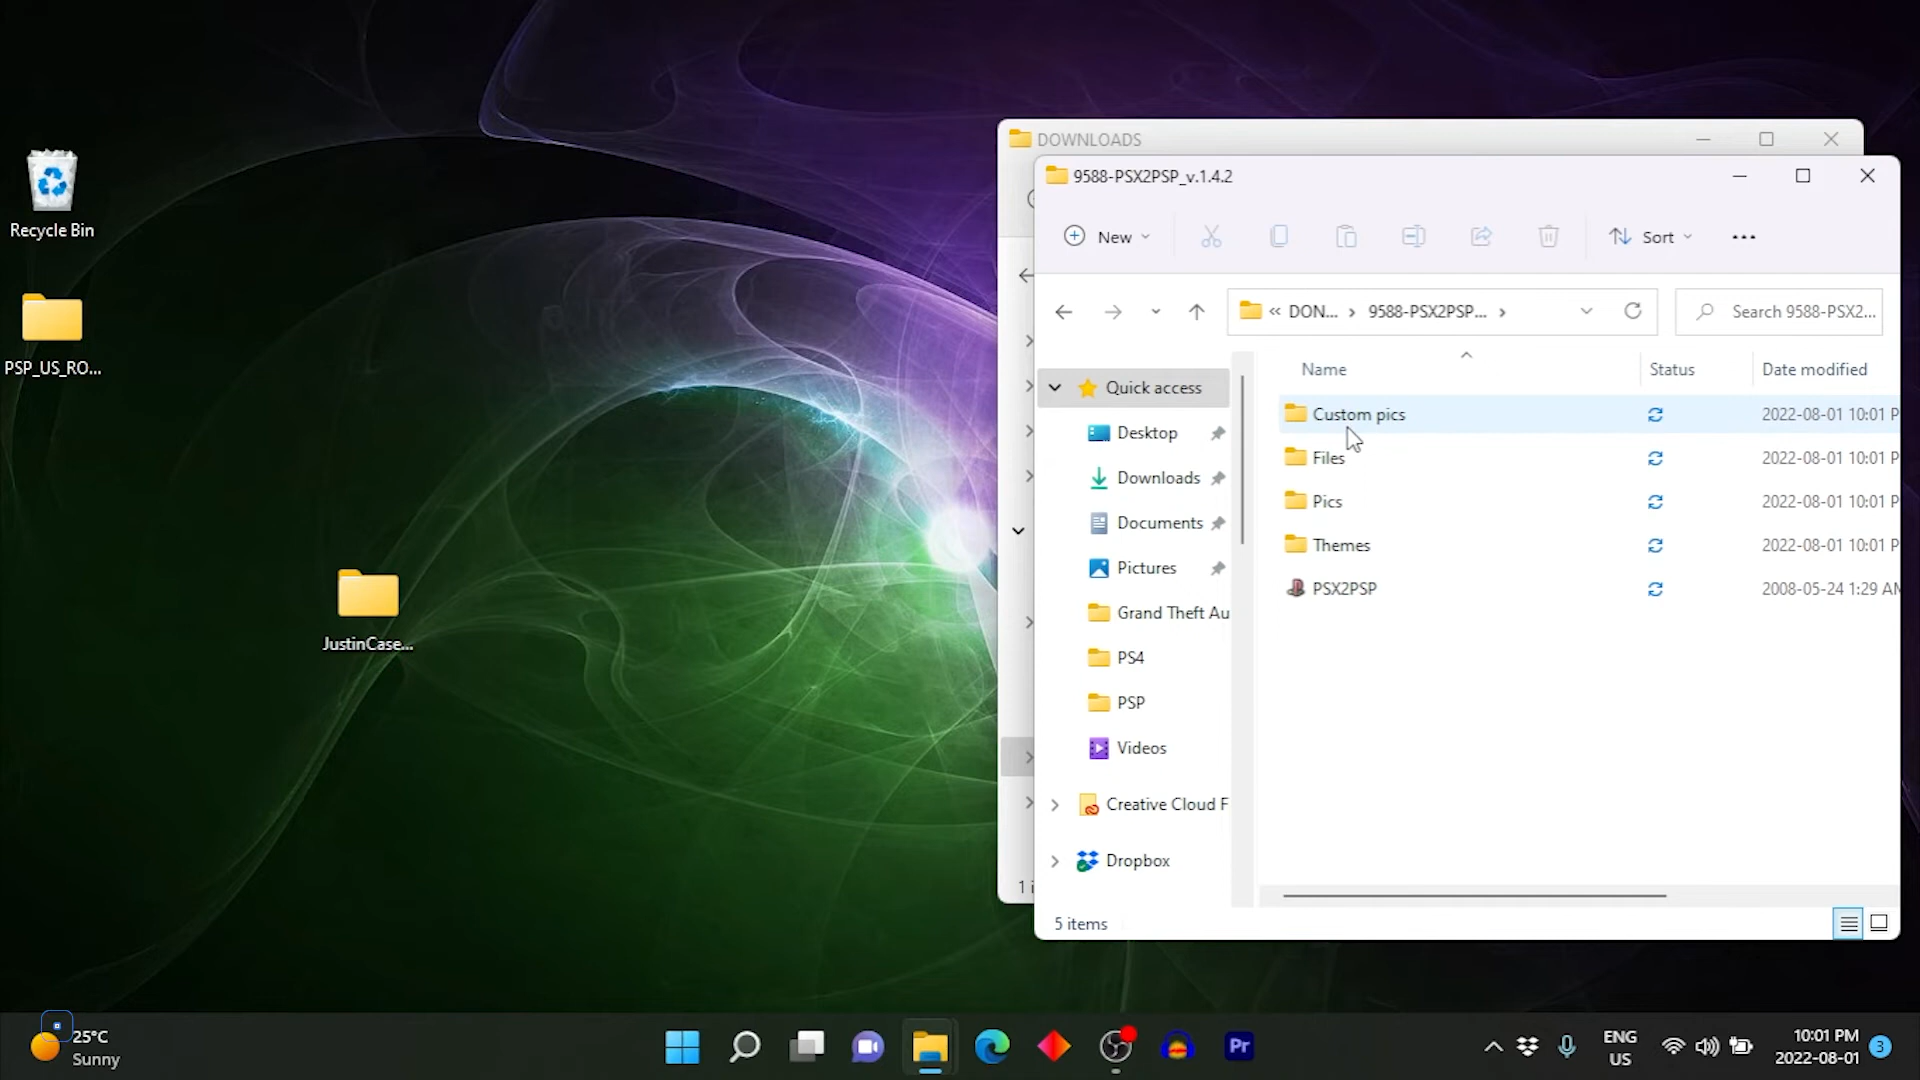 Recycle Bin
PSP_US_RO...
JustinCase...
DOWNLOADS
9588-PSX2PSP_v.1.4.2
New
Sort
« DON... › 9588-PSX2PSP... ›
Search 9588-PSX2...
Name
Status
Date modified
Quick access
Desktop
Downloads
Documents
Pictures
Grand Theft Au
PS4
PSP
Videos
Creative Cloud F
Dropbox
Custom pics
2022-08-01 10:01 P
Files
2022-08-01 10:01 P
Pics
2022-08-01 10:01 P
Themes
2022-08-01 10:01 P
PSX2PSP
2008-05-24 1:29 AM
1 i
5 items
25°C
Sunny
Pr
ENG
US
10:01 PM
2022-08-01
3